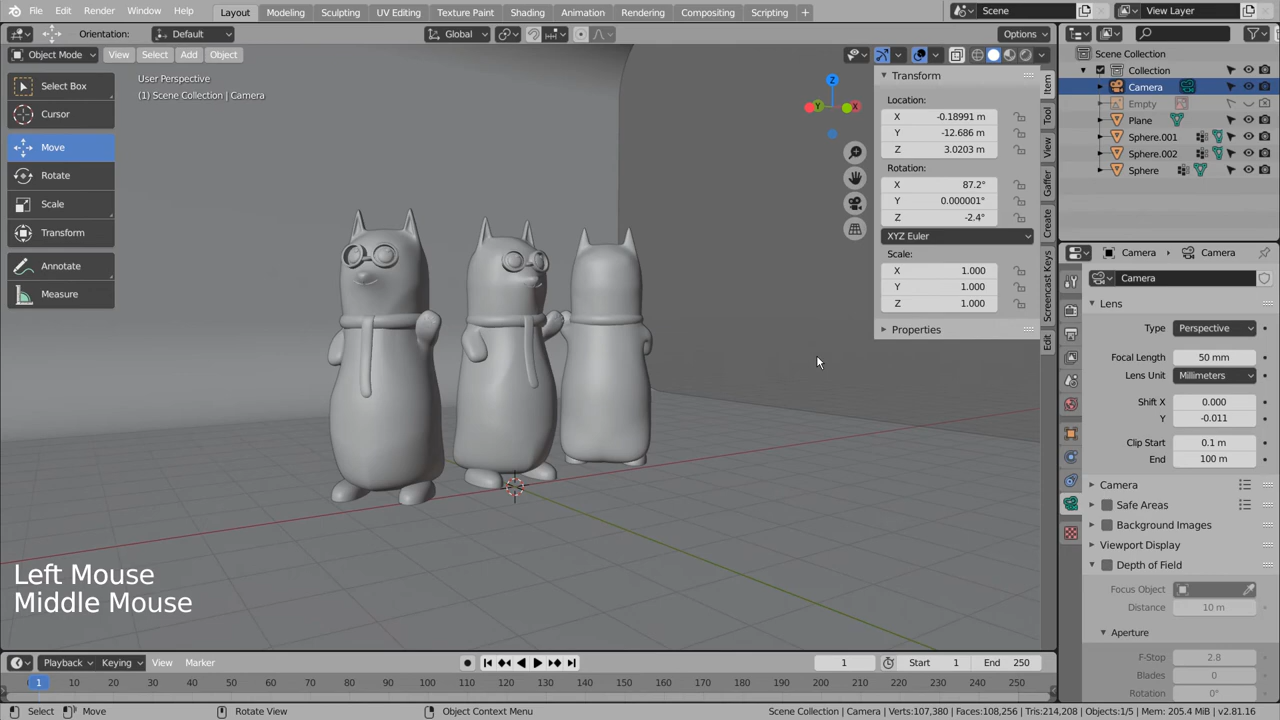 File Edit Render Window Help Layout Modeling Sculpting UV Editing Texture Paint Shading Animation Rendering Compositing Scripting + Scene View Layer
Orientation: Default Global Options
Object Mode View Select Add Object
User Perspective
(1) Scene Collection | Camera
Select Box
Cursor
Move
Rotate
Scale
Transform
Annotate
Measure
Z
Y
X
Transform
Location:
X -0.18991 m
Y -12.686 m
Z 3.0203 m
Rotation:
X 87.2°
Y 0.000001°
Z -2.4°
XYZ Euler
Scale:
X 1.000
Y 1.000
Z 1.000
Properties
Item
Tool
View
Gaffer
Create
Screencast Keys
Edit
Scene Collection
Collection
Camera
Empty
Plane
Sphere.001
Sphere.002
Sphere
Camera Camera
Camera
Lens
Type Perspective
Focal Length 50 mm
Lens Unit Millimeters
Shift X 0.000
Y -0.011
Clip Start 0.1 m
End 100 m
Camera
Safe Areas
Background Images
Viewport Display
Depth of Field
Focus Object
Distance 10 m
Aperture
F-Stop 2.8
Blades 0
Rotation 0°
Left Mouse
Middle Mouse
Playback Keying View Marker 1 Start 1 End 250
1 10 20 30 40 50 60 70 80 90 100 110 120 130 140 150 160 170 180 190 200 210 220 230 240 250
Select Move Rotate View Object Context Menu Scene Collection | Camera | Verts:107,380 | Faces:108,256 | Tris:214,208 | Objects:1/5 | Mem: 205.4 MiB | v2.81.16